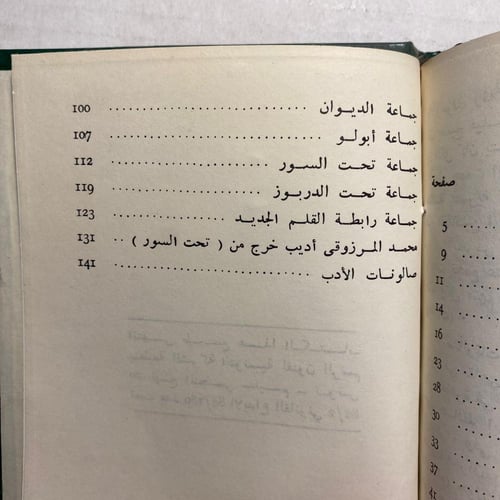 جماعة الديوان .......................... 100
جماعة أبولو ............................ 107
جماعة تحت السور ..................... 112
جماعة تحت الدربوز ................... 119
جماعة رابطة القلم الجديد ............... 123
محمد المرزوقى أديب خرج من ( تحت السور ) .. 131
صالونات الأدب ........................ 141
صفحة
5
9
11
14
16
23
28
30
33
37
41